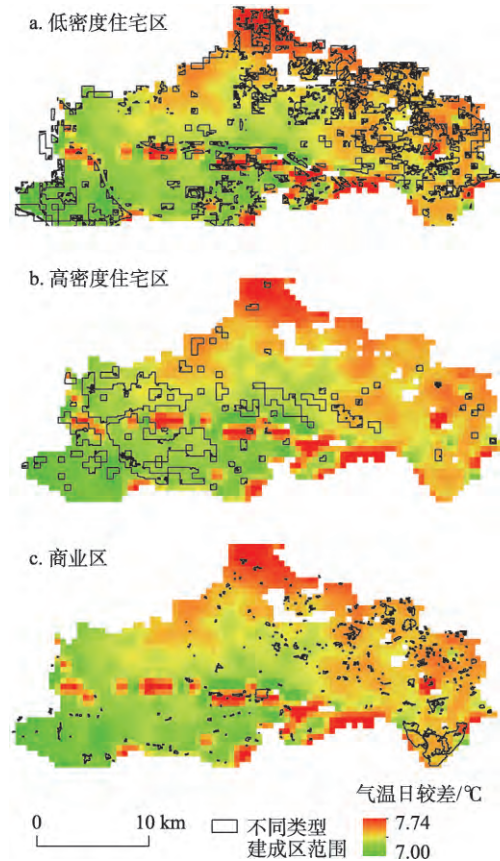 a. 低密度住宅区
b. 高密度住宅区
c. 商业区
气温日较差/℃
0 10 km
不同类型
建成区范围
7.74
7.00